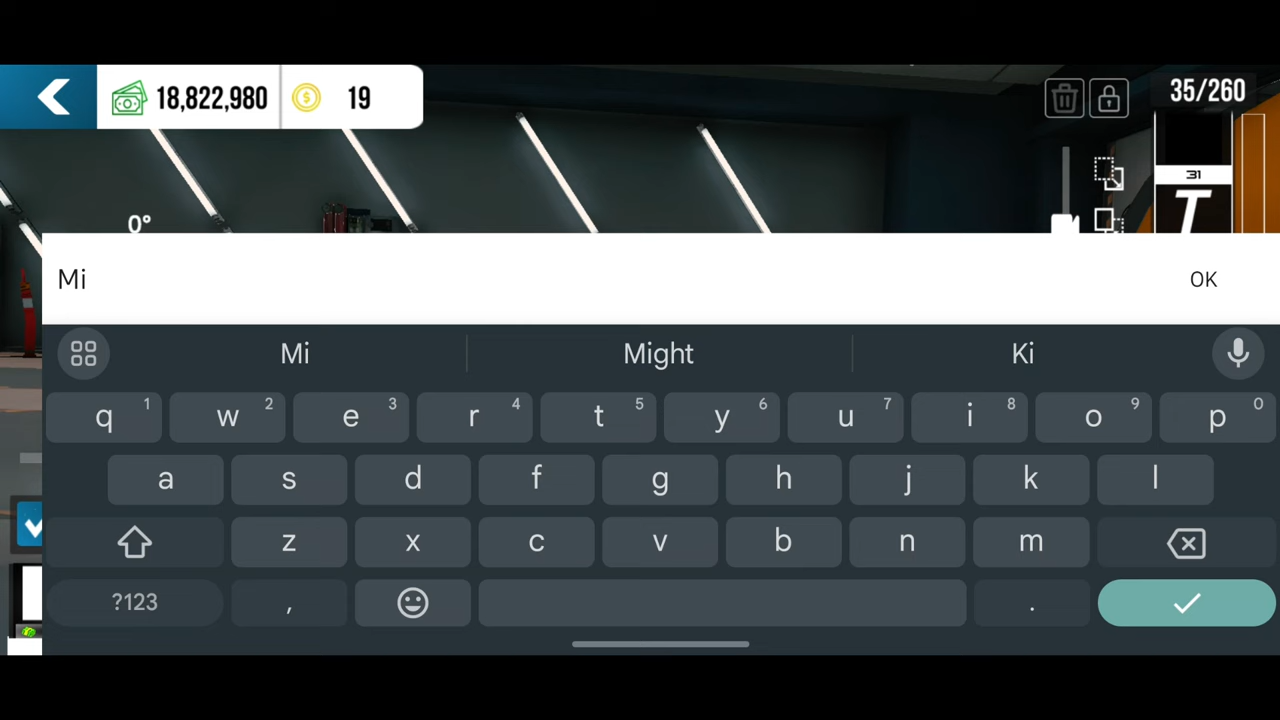 18,822,980 19 35/260
31
T
0°
Mi OK
Mi Might Ki
q 1 w 2 e 3 r 4 t 5 y 6 u 7 i 8 o 9 p 0
a s d f g h j k l
z x c v b n m
?123 , .